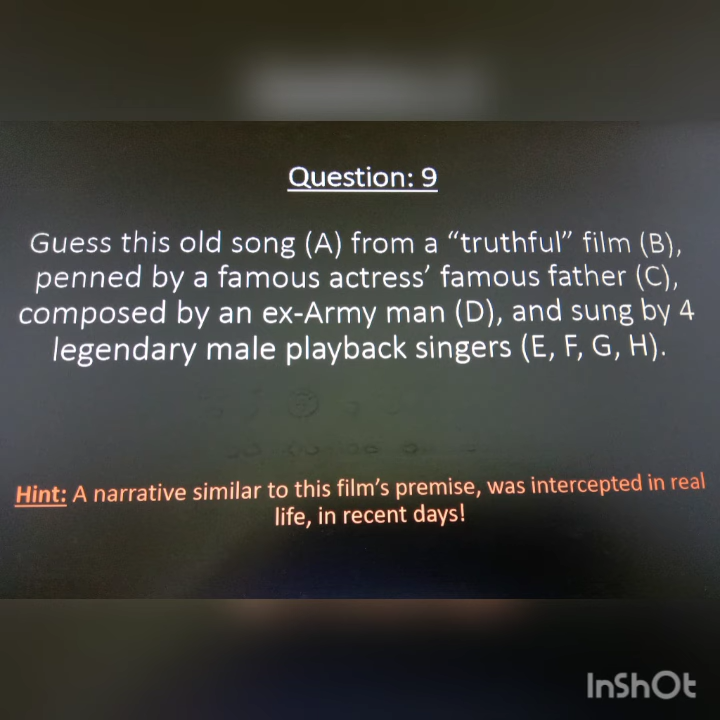 Question: 9
Guess this old song (A) from a “truthful” film (B),
penned by a famous actress’ famous father (C),
composed by an ex-Army man (D), and sung by 4
legendary male playback singers (E, F, G, H).
Hint: A narrative similar to this film’s premise, was intercepted in real
life, in recent days!
InShOt